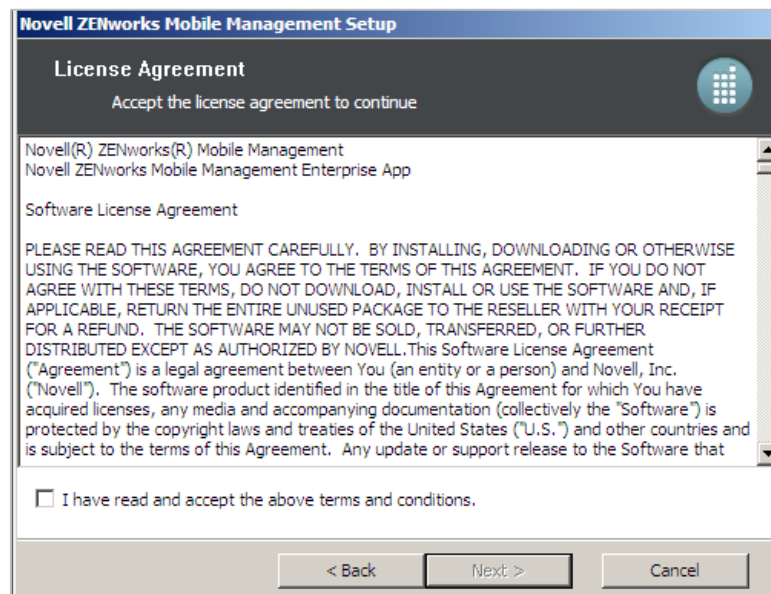 Novell ZENworks Mobile Management Setup
License Agreement
Accept the license agreement to continue
Novell(R) ZENworks(R) Mobile Management
Novell ZENworks Mobile Management Enterprise App
Software License Agreement
PLEASE READ THIS AGREEMENT CAREFULLY.  BY INSTALLING, DOWNLOADING OR OTHERWISE
USING THE SOFTWARE, YOU AGREE TO THE TERMS OF THIS AGREEMENT.  IF YOU DO NOT
AGREE WITH THESE TERMS, DO NOT DOWNLOAD, INSTALL OR USE THE SOFTWARE AND, IF
APPLICABLE, RETURN THE ENTIRE UNUSED PACKAGE TO THE RESELLER WITH YOUR RECEIPT
FOR A REFUND.  THE SOFTWARE MAY NOT BE SOLD, TRANSFERRED, OR FURTHER
DISTRIBUTED EXCEPT AS AUTHORIZED BY NOVELL.This Software License Agreement
("Agreement") is a legal agreement between You (an entity or a person) and Novell, Inc.
("Novell").  The software product identified in the title of this Agreement for which You have
acquired licenses, any media and accompanying documentation (collectively the "Software") is
protected by the copyright laws and treaties of the United States ("U.S.") and other countries and
is subject to the terms of this Agreement.  Any update or support release to the Software that
I have read and accept the above terms and conditions.
< Back
Next >
Cancel